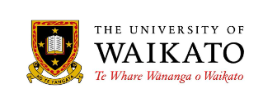 THE UNIVERSITY OF
WAIKATO
Te Whare Wānanga o Waikato